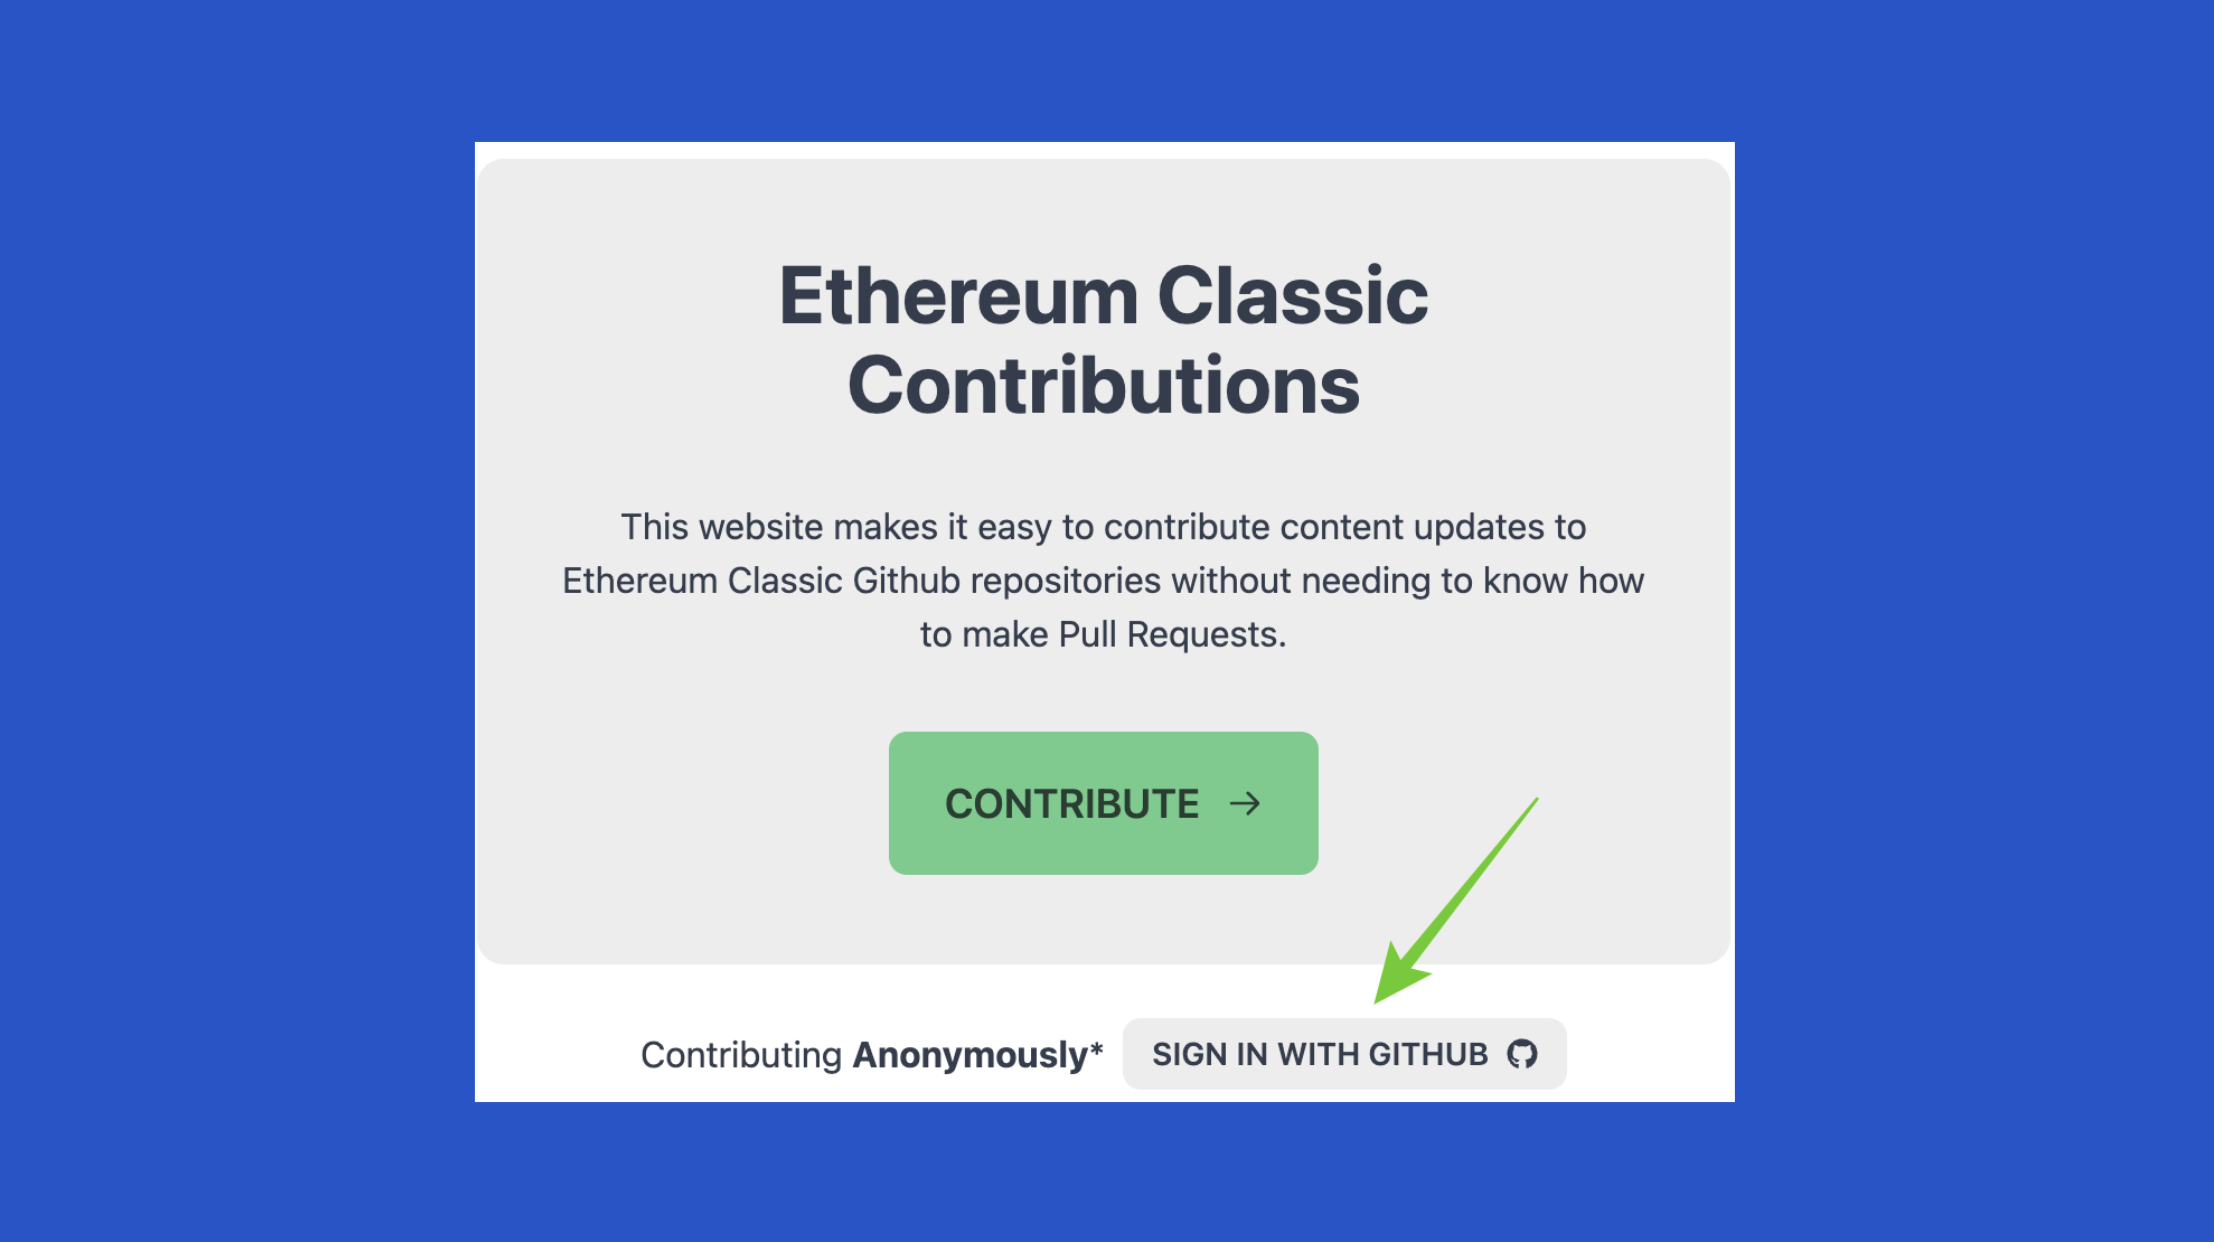 Ethereum Classic
Contributions
This website makes it easy to contribute content updates to
Ethereum Classic Github repositories without needing to know how
to make Pull Requests.
CONTRIBUTE →
Contributing Anonymously* SIGN IN WITH GITHUB